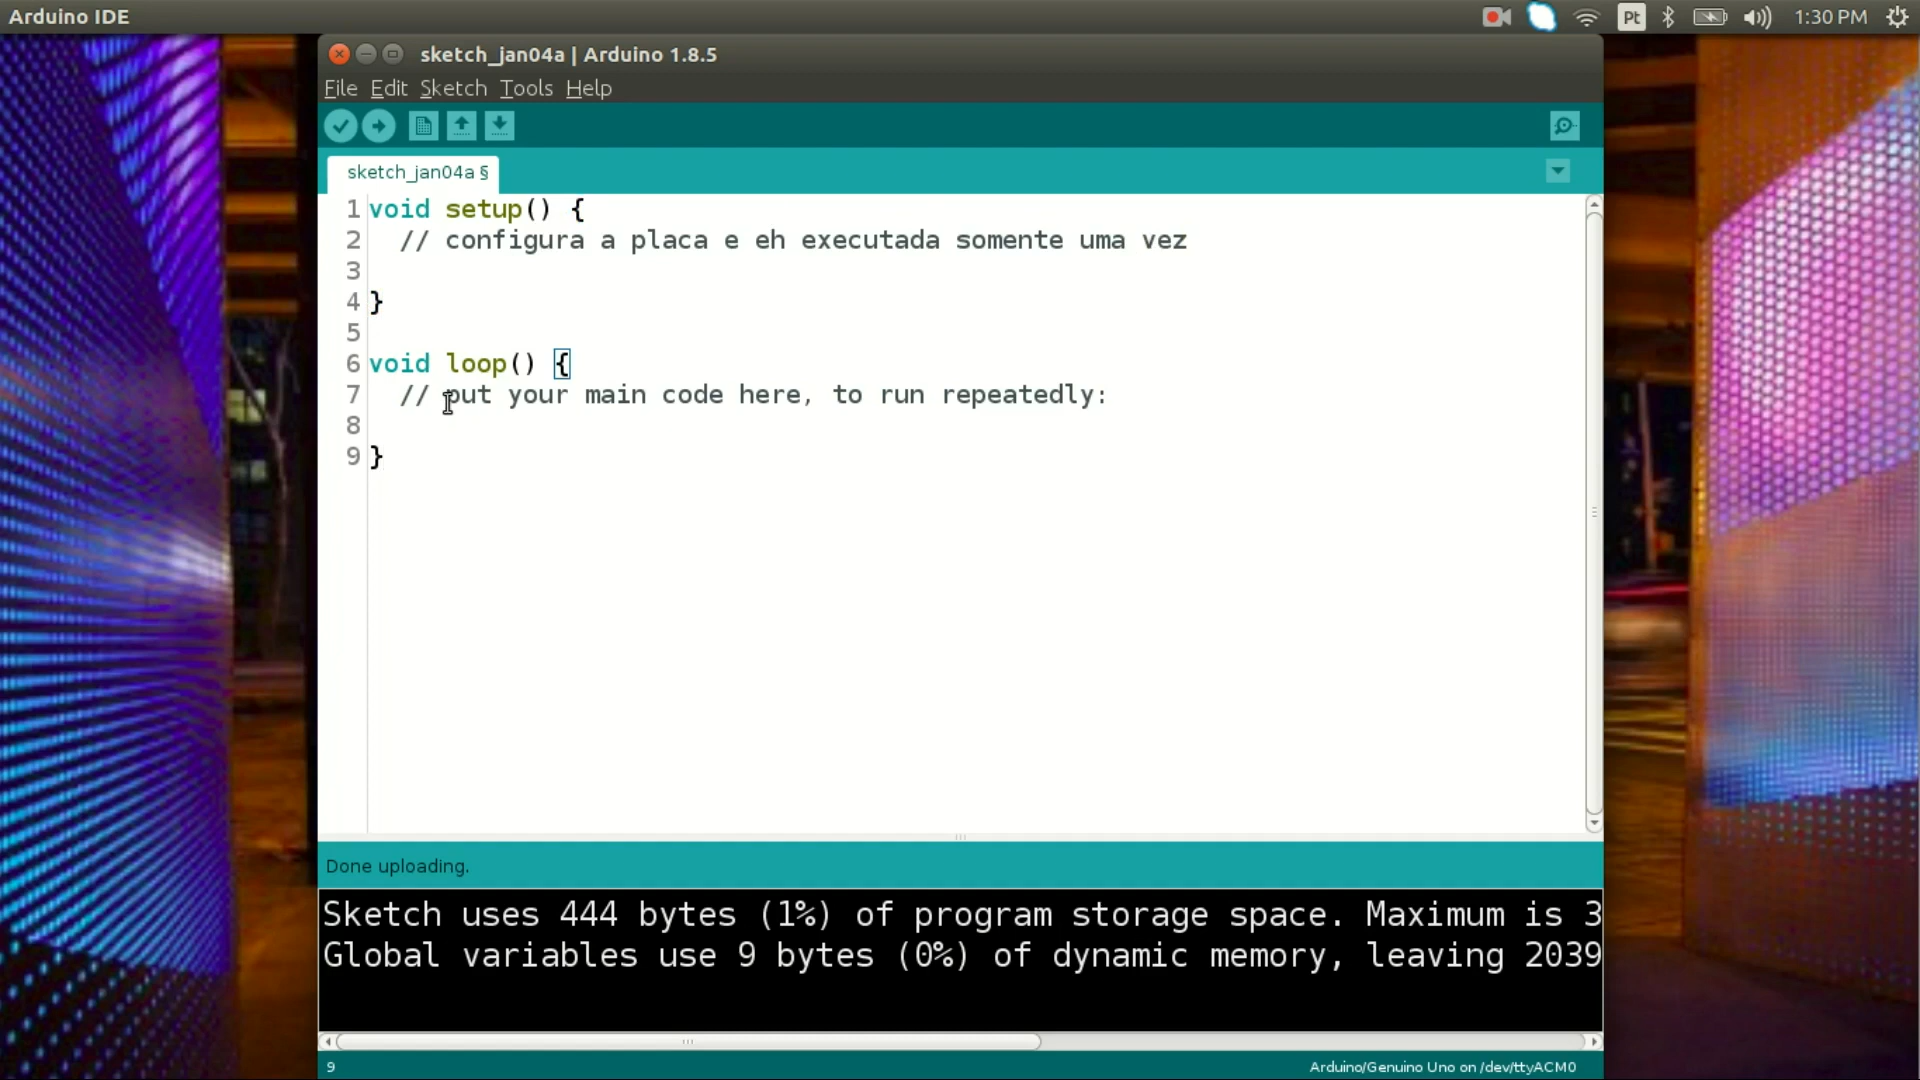 Arduino IDE
Pt
1:30 PM
sketch_jan04a | Arduino 1.8.5
File Edit Sketch Tools Help
sketch_jan04a §
1 void setup() {
2 // configura a placa e eh executada somente uma vez
3
4 }
5
6 void loop() {
7 // put your main code here, to run repeatedly:
8
9 }
Done uploading.
Sketch uses 444 bytes (1%) of program storage space. Maximum is 3
Global variables use 9 bytes (0%) of dynamic memory, leaving 2039
9
Arduino/Genuino Uno on /dev/ttyACM0